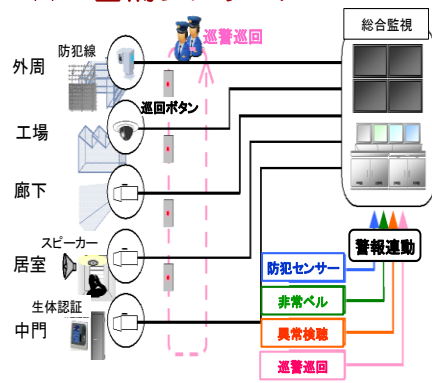 巡警巡回
総合監視
防犯線
外周
巡回ボタン
工場
廊下
スピーカー
居室
生体認証
中門
警報連動
防犯センサー
非常ベル
異常検聴
巡警巡回